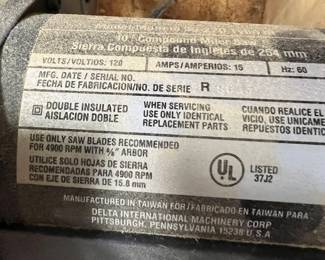 10" Compound Miter Saw
Sierra Compuesta de Ingletes de 254 mm
VOLTS/VOLTIOS: 120 AMPS/AMPERIOS: 15 Hz: 60
MFG. DATE / SERIAL NO.
FECHA DE FABRICACION/NO. DE SERIE R
DOUBLE INSULATED
AISLACION DOBLE
WHEN SERVICING
USE ONLY IDENTICAL
REPLACEMENT PARTS
CUANDO REALICE EL
VICIO, USE UNICAMEN
USE ONLY SAW BLADES RECOMMENDED
FOR 4900 RPM WITH 5/8" ARBOR
UTILICE SOLO HOJAS DE SIERRA
RECOMENDADAS PARA 4900 RPM
CON EJE DE SIERRA DE 15.8 mm
UL LISTED
37J2
MANUFACTURED IN TAIWAN / FABRICADO EN TAIWAN PARA
DELTA INTERNATIONAL MACHINERY CORP
PITTSBURGH, PENNSYLVANIA 15238 U.S.A